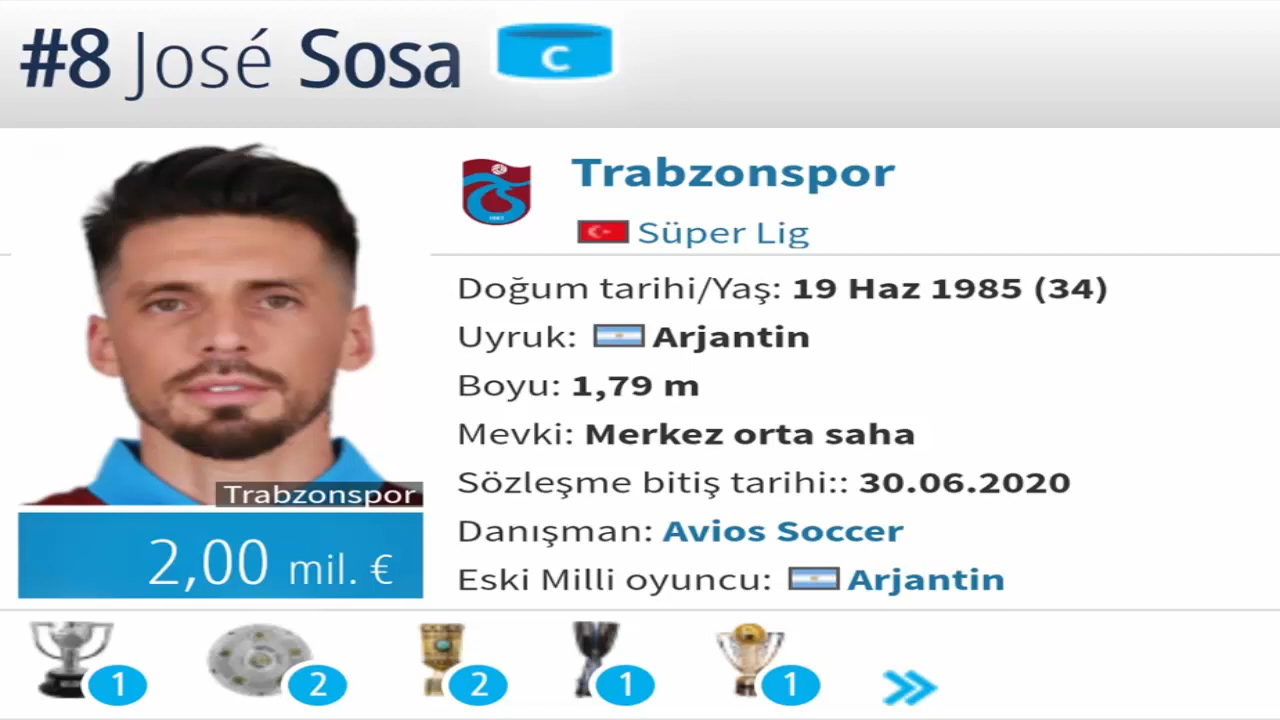 #8 José Sosa C
Trabzonspor
Süper Lig
Doğum tarihi/Yaş: 19 Haz 1985 (34)
Uyruk: Arjantin
Boyu: 1,79 m
Mevki: Merkez orta saha
Sözleşme bitiş tarihi:: 30.06.2020
Danışman: Avios Soccer
Eski Milli oyuncu: Arjantin
Trabzonspor
2,00 mil. €
1 2 2 1 1 »